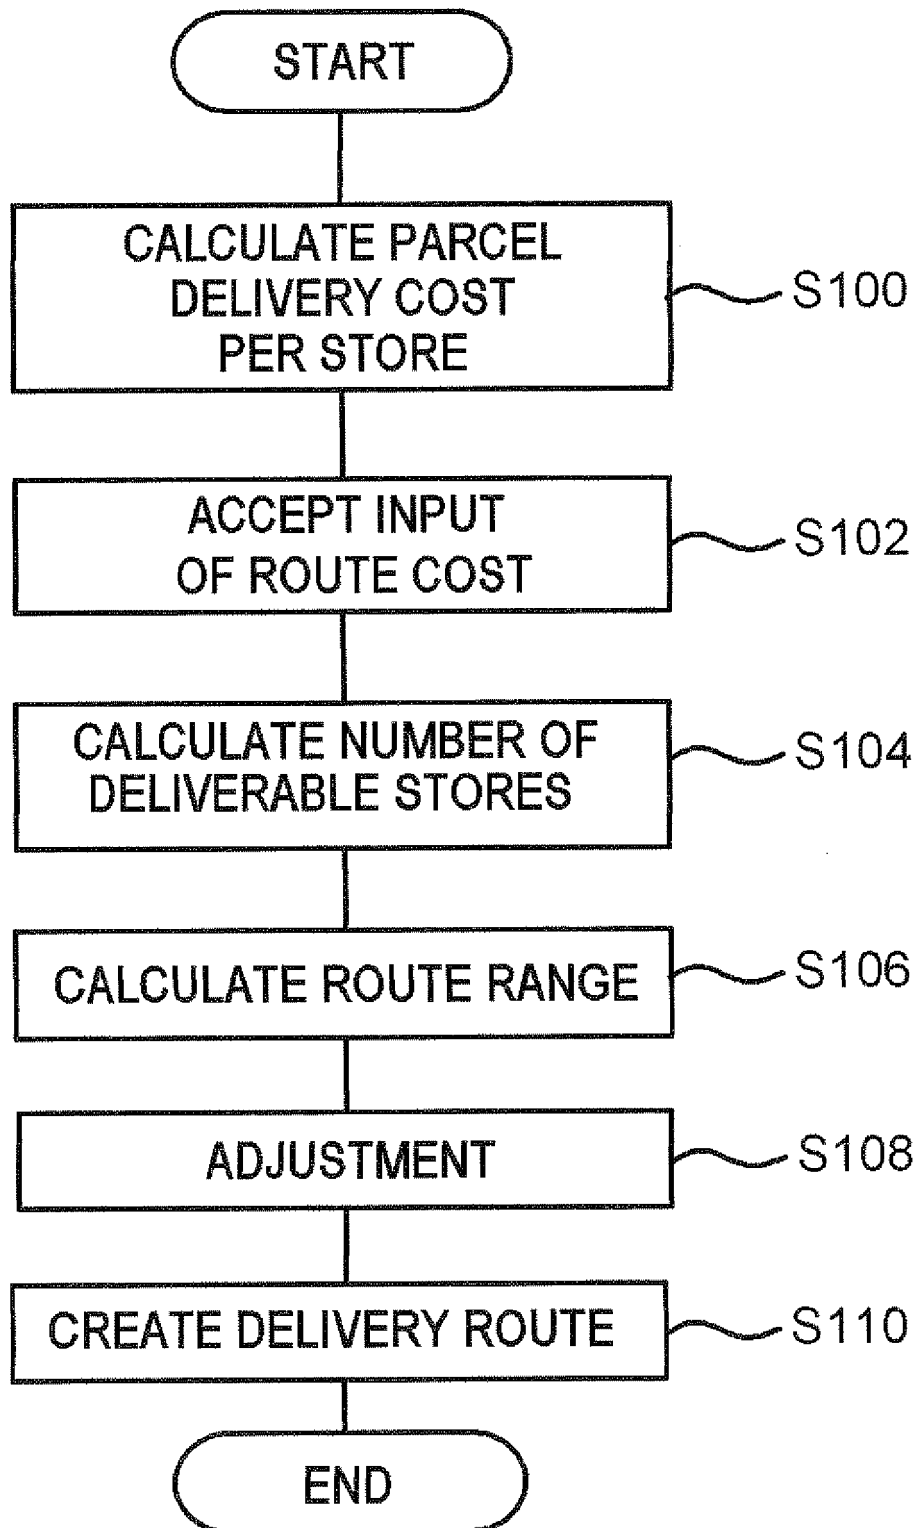 START
CALCULATE PARCEL
DELIVERY COST
PER STORE
S100
ACCEPT INPUT
OF ROUTE COST
S102
CALCULATE NUMBER OF
DELIVERABLE STORES
S104
CALCULATE ROUTE RANGE
S106
ADJUSTMENT
S108
CREATE DELIVERY ROUTE
S110
END